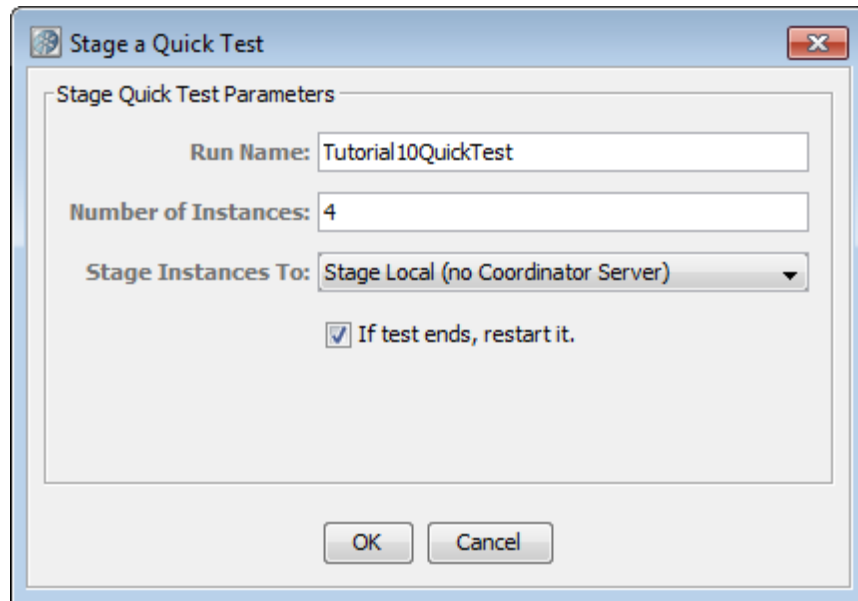 Stage a Quick Test
Stage Quick Test Parameters
Run Name: Tutorial10QuickTest
Number of Instances: 4
Stage Instances To: Stage Local (no Coordinator Server)
If test ends, restart it.
OK Cancel